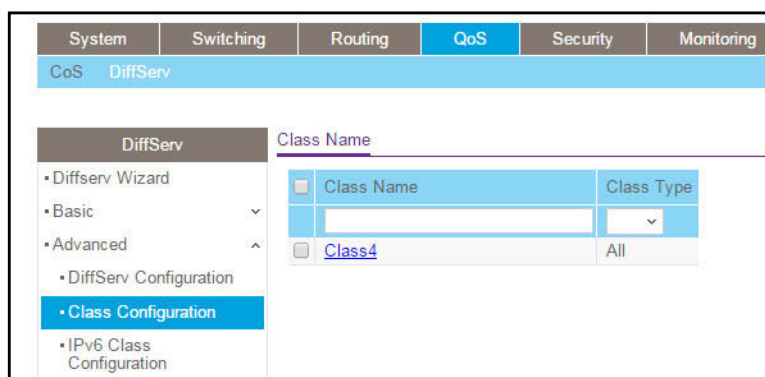 System Switching Routing QoS Security Monitoring
CoS DiffServ
DiffServ
Diffserv Wizard
Basic
Advanced
DiffServ Configuration
Class Configuration
IPv6 Class
Configuration
Class Name
Class Name Class Type
Class4 All